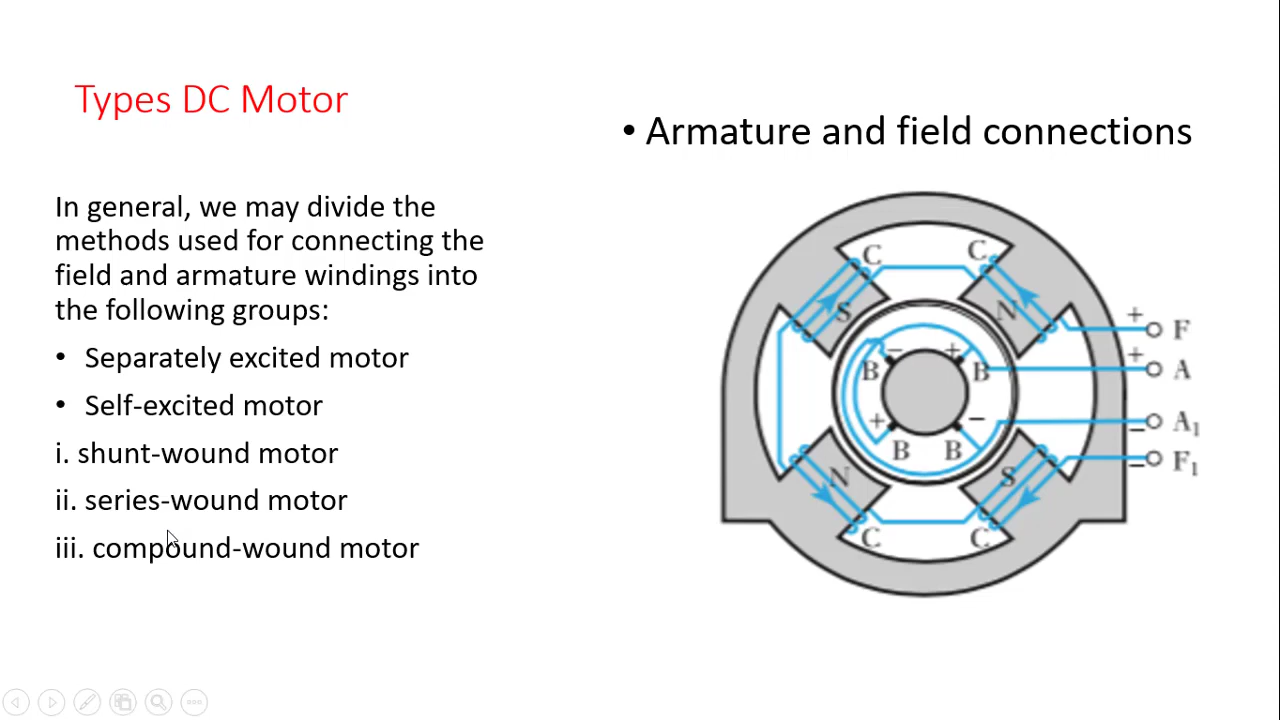 Types DC Motor
In general, we may divide the
methods used for connecting the
field and armature windings into
the following groups:
• Separately excited motor
• Self-excited motor
i. shunt-wound motor
ii. series-wound motor
iii. compound-wound motor
• Armature and field connections
C C
S N
+ F
+ A
− +
B B
+ −
B B
− A₁
− F₁
N S
C C